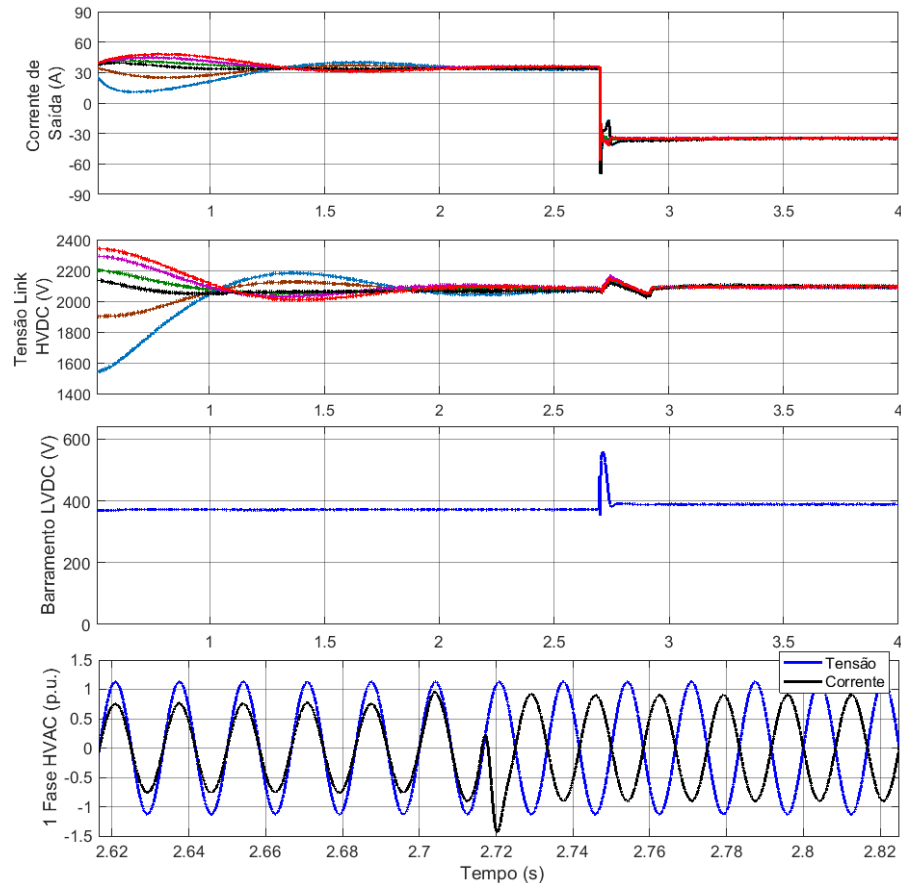 90
60
30
0
-30
-60
-90
Corrente de
Saída (A)
1 1.5 2 2.5 3 3.5 4
2400
2200
2000
1800
1600
1400
Tensão Link
HVDC (V)
1 1.5 2 2.5 3 3.5 4
600
400
200
0
Barramento LVDC (V)
1 1.5 2 2.5 3 3.5 4
1.5
1
0.5
0
-0.5
-1
-1.5
1 Fase HVAC (p.u.)
Tensão
Corrente
2.62 2.64 2.66 2.68 2.7 2.72 2.74 2.76 2.78 2.8 2.82
Tempo (s)